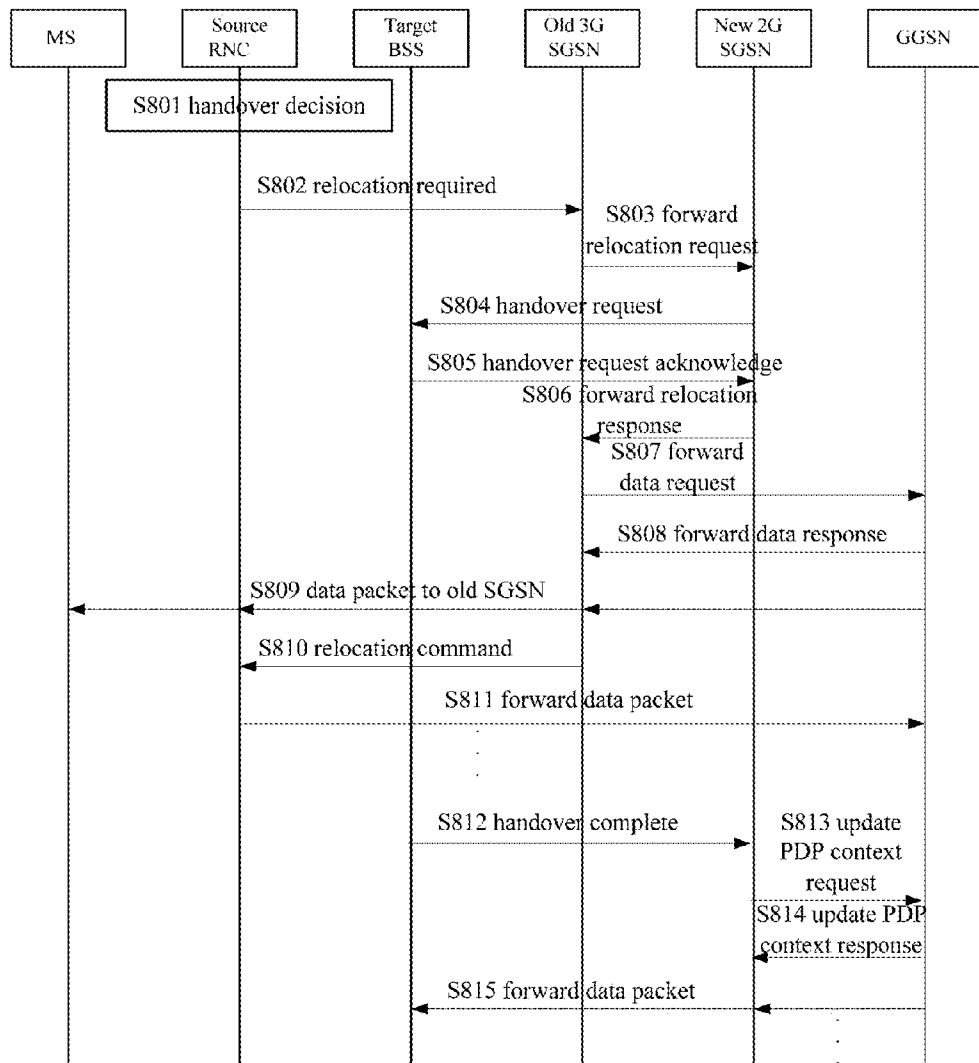 MS
Source
RNC
Target
BSS
Old 3G
SGSN
New 2G
SGSN
GGSN
S801 handover decision
S802 relocation required
S803 forward
relocation request
S804 handover request
S805 handover request acknowledge
S806 forward relocation
response
S807 forward
data request
S808 forward data response
S809 data packet to old SGSN
S810 relocation command
S811 forward data packet
S812 handover complete
S813 update
PDP context
request
S814 update PDP
context response
S815 forward data packet